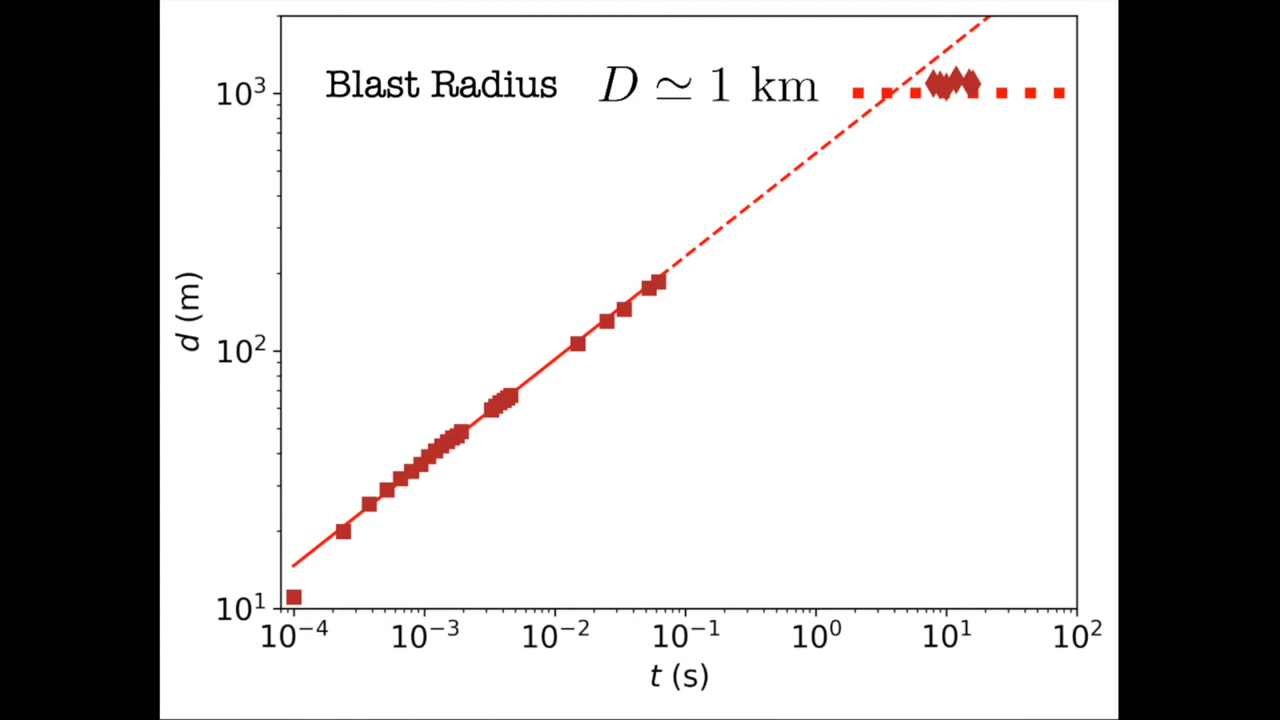 Blast Radius D ≃ 1 km
10³
10²
10¹
d (m)
10⁻⁴ 10⁻³ 10⁻² 10⁻¹ 10⁰ 10¹ 10²
t (s)